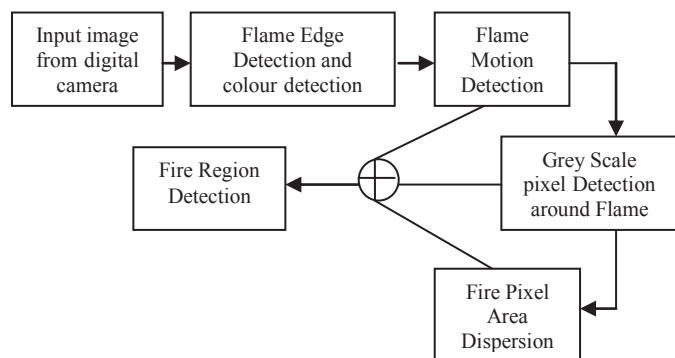 Input image
from digital
camera
Flame Edge
Detection and
colour detection
Flame
Motion
Detection
Fire Region
Detection
Grey Scale
pixel Detection
around Flame
Fire Pixel
Area
Dispersion